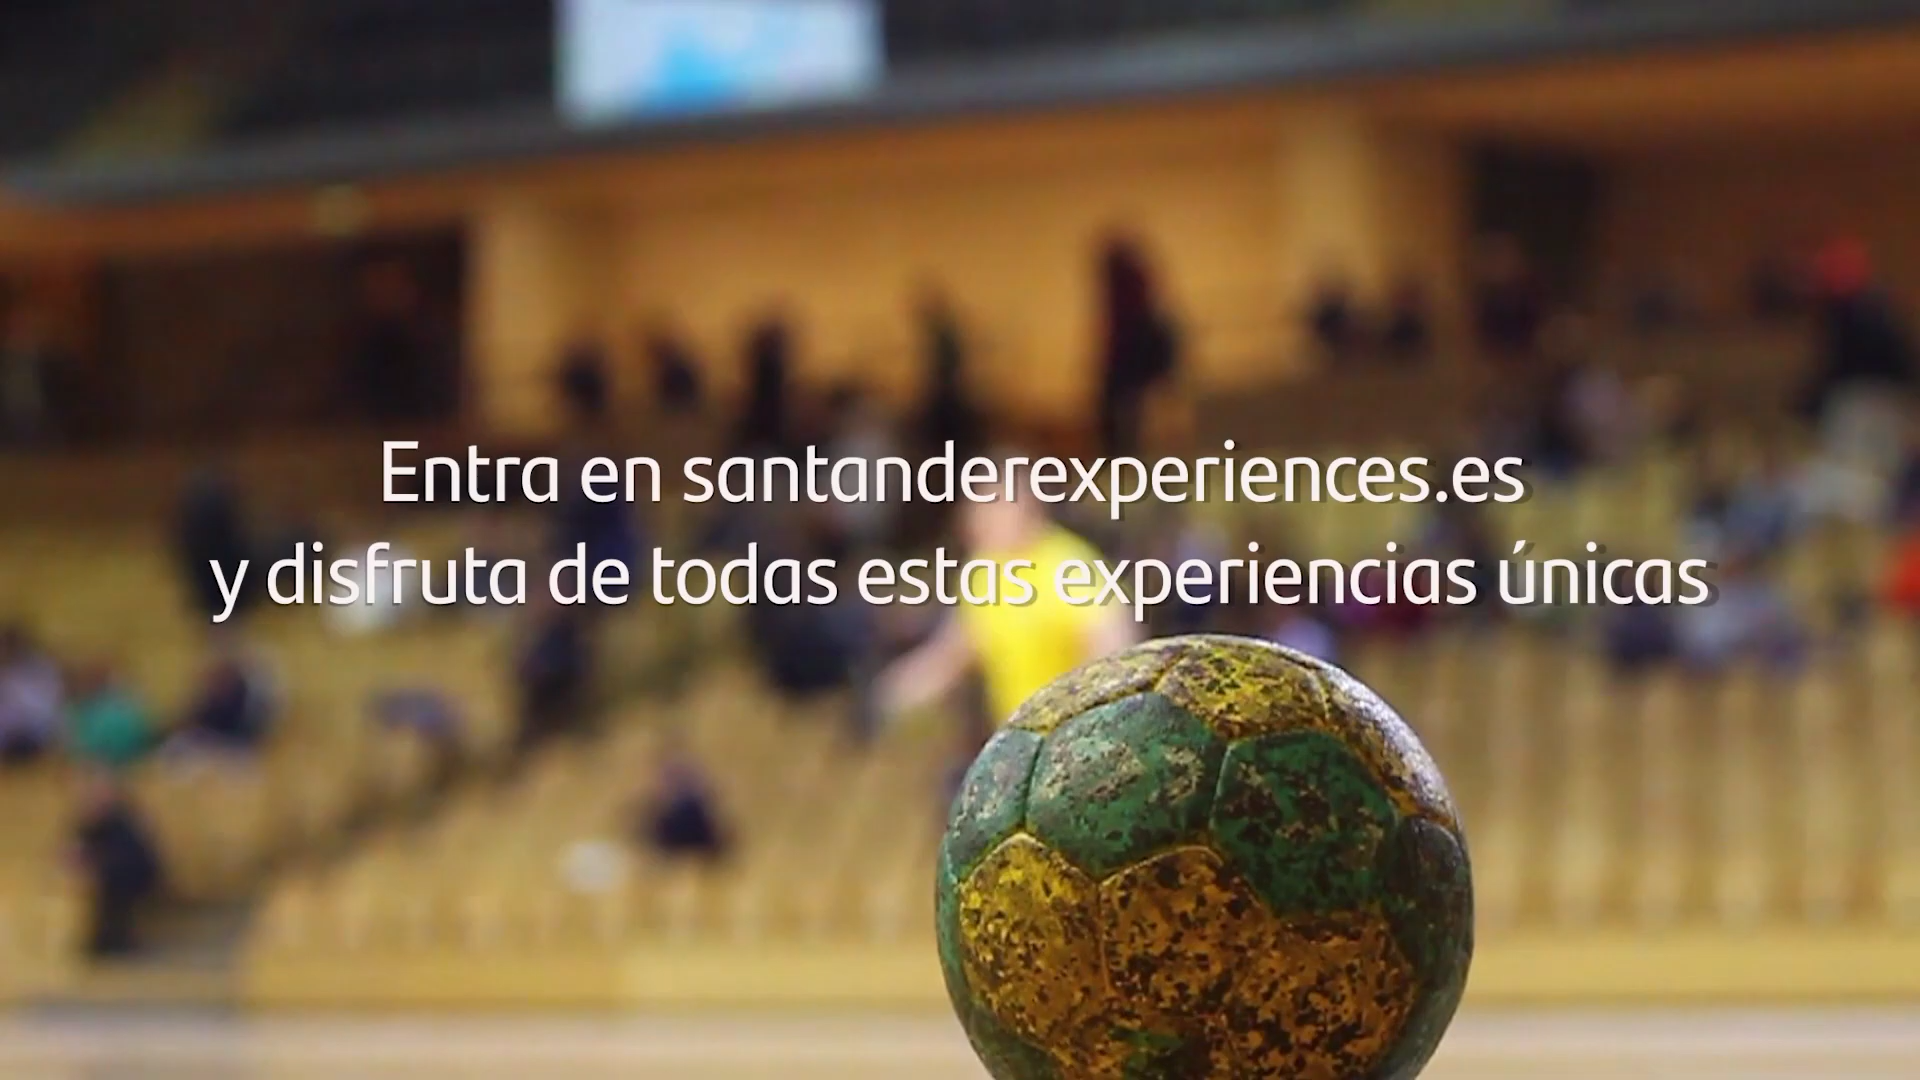 Entra en santanderexperiences.es
y disfruta de todas estas experiencias únicas